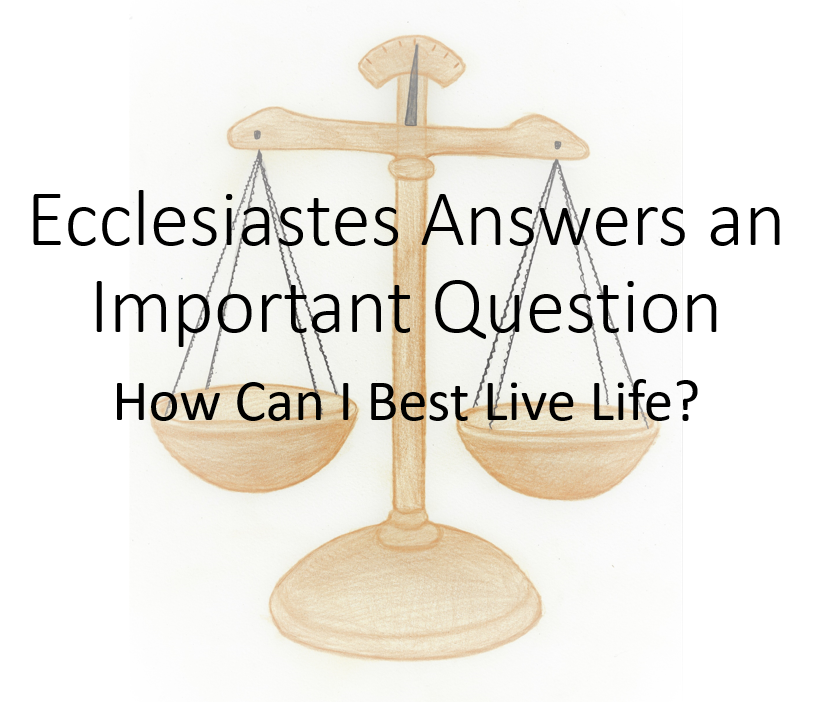 Ecclesiastes Answers an
Important Question
How Can I Best Live Life?